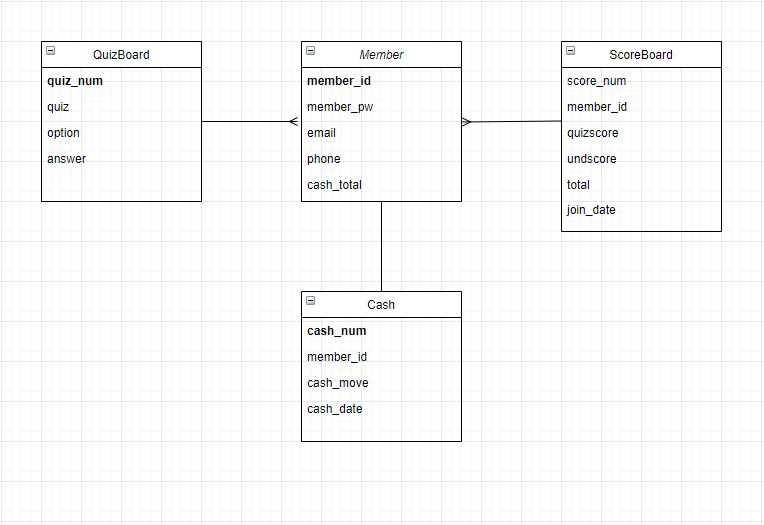 QuizBoard
quiz_num
quiz
option
answer
Member
member_id
member_pw
email
phone
cash_total
ScoreBoard
score_num
member_id
quizscore
undscore
total
join_date
Cash
cash_num
member_id
cash_move
cash_date